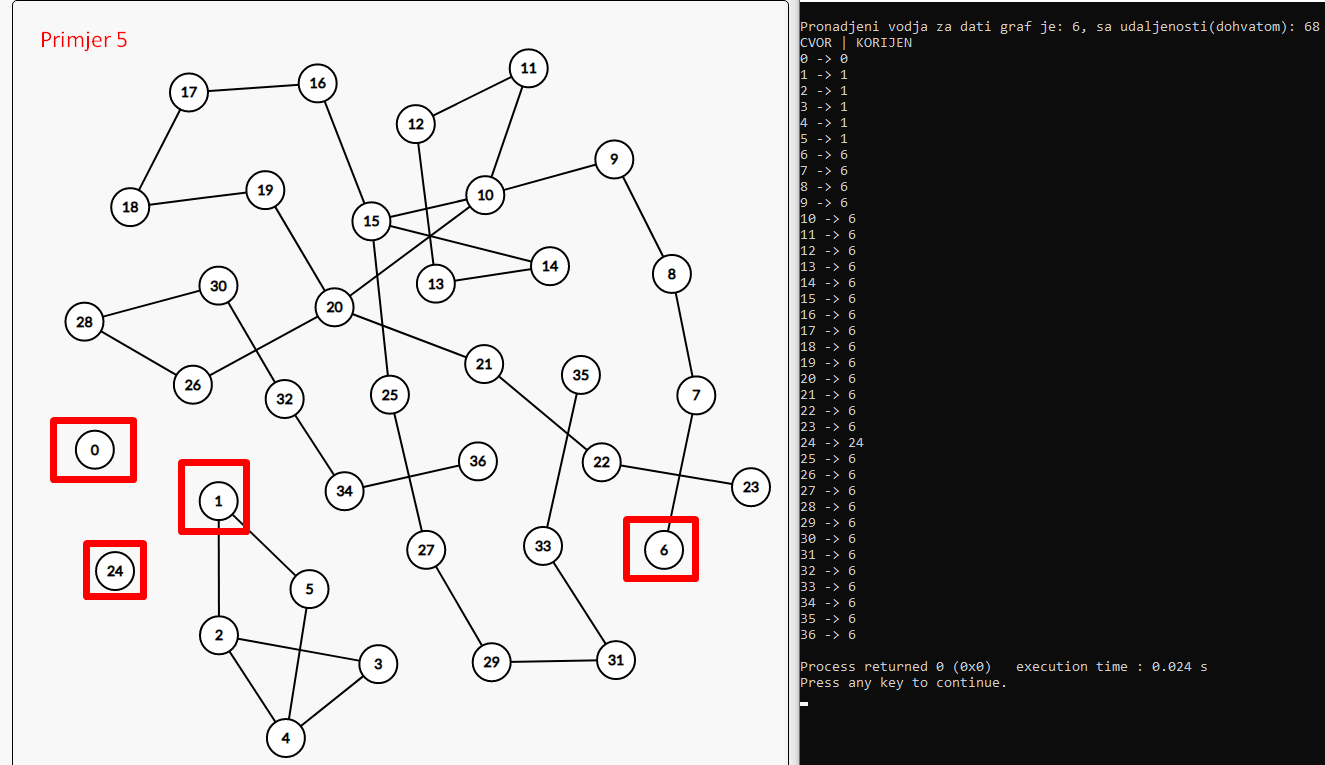 Primjer 5
11
16
17
12
9
19
10
18
15
14
8
13
30
20
28
21
35
26
7
25
32
0
36
22
34
23
1
6
33
27
24
5
2
3
29
31
4
Pronadjeni vodja za dati graf je: 6, sa udaljenosti(dohvatom): 68
CVOR | KORIJEN
0 -> 0
1 -> 1
2 -> 1
3 -> 1
4 -> 1
5 -> 1
6 -> 6
7 -> 6
8 -> 6
9 -> 6
10 -> 6
11 -> 6
12 -> 6
13 -> 6
14 -> 6
15 -> 6
16 -> 6
17 -> 6
18 -> 6
19 -> 6
20 -> 6
21 -> 6
22 -> 6
23 -> 6
24 -> 24
25 -> 6
26 -> 6
27 -> 6
28 -> 6
29 -> 6
30 -> 6
31 -> 6
32 -> 6
33 -> 6
34 -> 6
35 -> 6
36 -> 6
Process returned 0 (0x0)   execution time : 0.024 s
Press any key to continue.